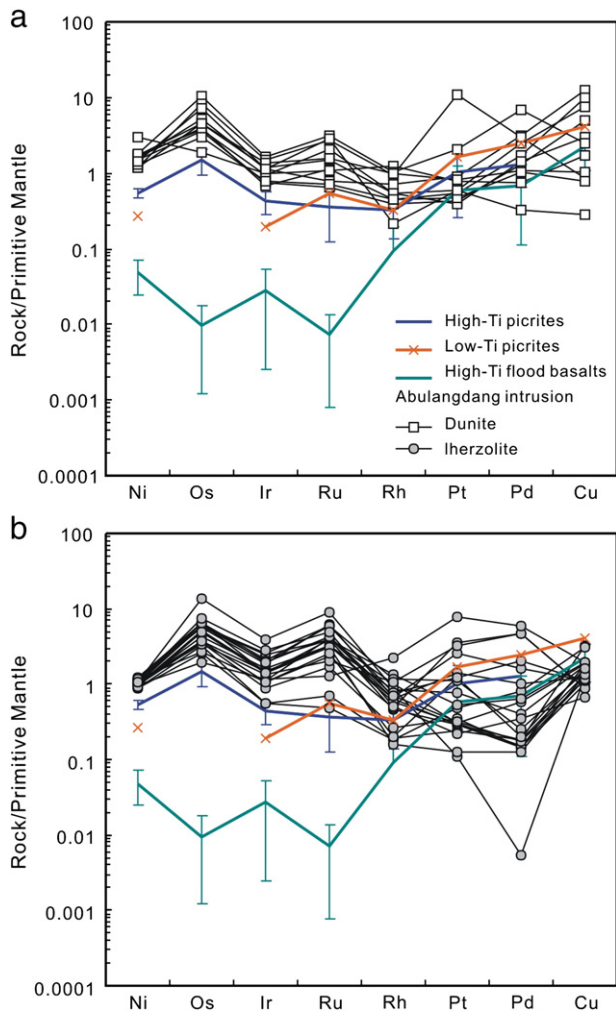 a
100
10
1
0.1
0.01
0.001
0.0001
Rock/Primitive Mantle
High-Ti picrites
Low-Ti picrites
High-Ti flood basalts
Abulangdang intrusion
Dunite
lherzolite
Ni Os Ir Ru Rh Pt Pd Cu
b
100
10
1
0.1
0.01
0.001
0.0001
Rock/Primitive Mantle
Ni Os Ir Ru Rh Pt Pd Cu